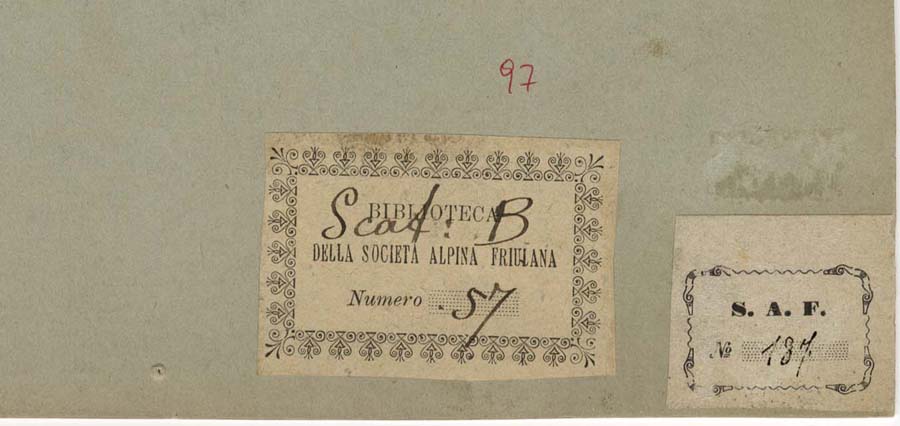 97
Scaf: B
BIBLIOTECA
DELLA SOCIETÀ ALPINA FRIULANA
Numero 57
S. A. F.
№ 137